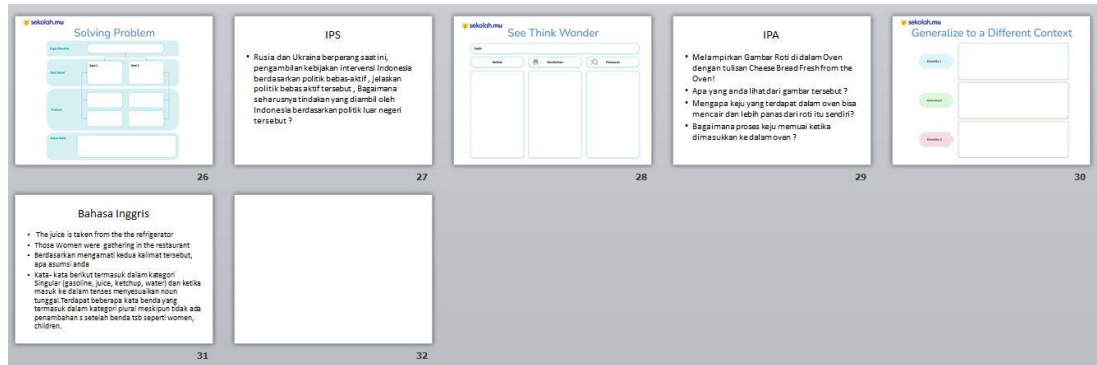 sekolah.mu
Solving Problem
Opsi 1
Opsi 2
26
IPS
• Rusia dan Ukraina berperang saat ini,
pengambilan kebijakan intervensi Indonesia
berdasarkan politik bebas-aktif , jelaskan
politik bebas aktif tersebut , Bagaimana
seharusnya tindakan yang diambil oleh
Indonesia berdasarkan politik luar negeri
tersebut ?
27
sekolah.mu
See Think Wonder
28
IPA
• Melampirkan Gambar Roti di dalam Oven
dengan tulisan Cheese Bread Fresh from the
Oven!
• Apa yang anda lihat dari gambar tersebut ?
• Mengapa keju yang terdapat dalam oven bisa
mencair dan lebih panas dari roti itu sendiri?
• Bagaimana proses keju memuai ketika
dimasukkan ke dalam oven ?
29
sekolah.mu
Generalize to a Different Context
30
Bahasa Inggris
• The juice is taken from the the refrigerator
• Those Women were gathering in the restaurant
• Berdasarkan mengamati kedua kalimat tersebut,
apa asumsi anda
• Kata- kata berikut termasuk dalam kategori
Singular (gasoline, juice, ketchup, water) dan ketika
masuk ke dalam tenses menyesuaikan noun
tunggal.Terdapat beberapa kata benda yang
termasuk dalam kategori plural meskipun tidak ada
penambahan s setelah benda tsb seperti women,
children.
31
32